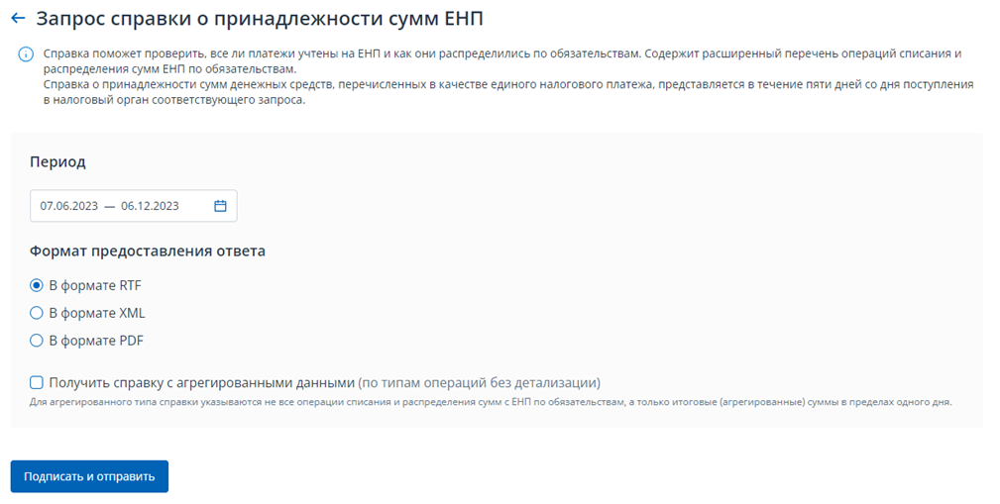 Запрос справки о принадлежности сумм ЕНП
Справка поможет проверить, все ли платежи учтены на ЕНП и как они распределились по обязательствам. Содержит расширенный перечень операций списания и
распределения сумм ЕНП по обязательствам.
Справка о принадлежности сумм денежных средств, перечисленных в качестве единого налогового платежа, представляется в течение пяти дней со дня поступления
в налоговый орган соответствующего запроса.
Период
07.06.2023 — 06.12.2023
Формат предоставления ответа
В формате RTF
В формате XML
В формате PDF
Получить справку с агрегированными данными (по типам операций без детализации)
Для агрегированного типа справки указываются не все операции списания и распределения сумм с ЕНП по обязательствам, а только итоговые (агрегированные) суммы в пределах одного дня.
Подписать и отправить